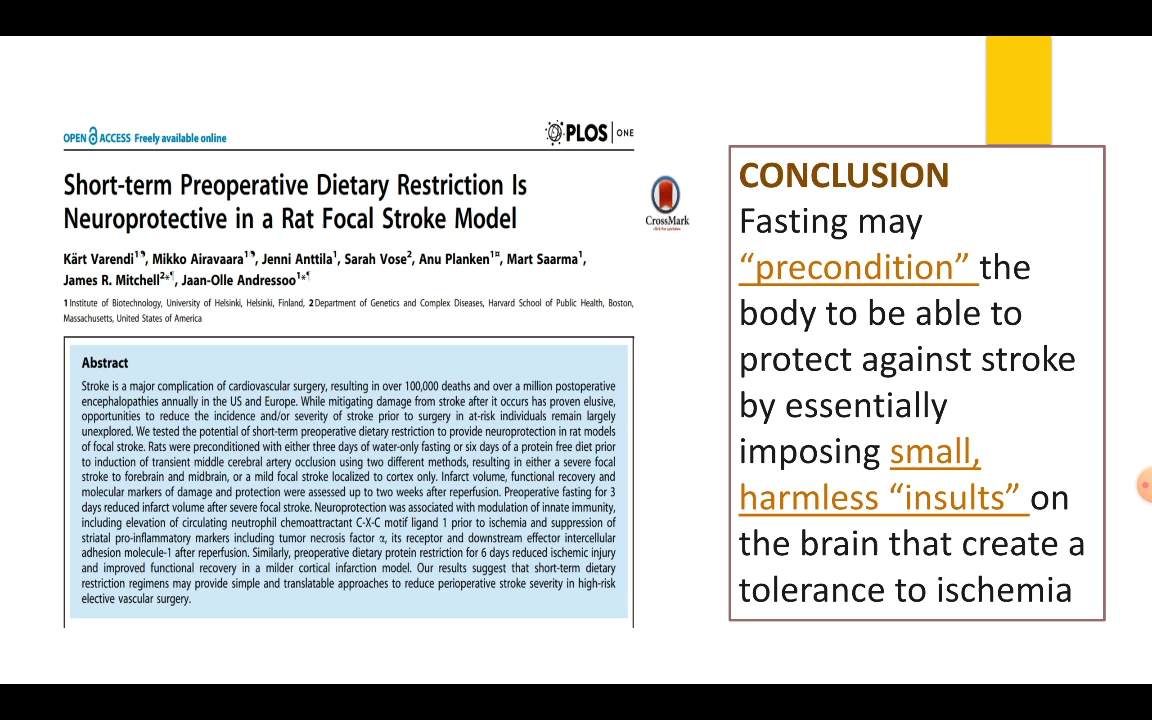 OPEN ACCESS Freely available online
PLOS ONE
Short-term Preoperative Dietary Restriction Is
Neuroprotective in a Rat Focal Stroke Model
CrossMark
Kärt Varendi1¶, Mikko Airavaara1¶, Jenni Anttila1, Sarah Vose2, Anu Planken1¤, Mart Saarma1,
James R. Mitchell2*¶, Jaan-Olle Andressoo1*¶
1 Institute of Biotechnology, University of Helsinki, Helsinki, Finland, 2 Department of Genetics and Complex Diseases, Harvard School of Public Health, Boston,
Massachusetts, United States of America
Abstract
Stroke is a major complication of cardiovascular surgery, resulting in over 100,000 deaths and over a million postoperative
encephalopathies annually in the US and Europe. While mitigating damage from stroke after it occurs has proven elusive,
opportunities to reduce the incidence and/or severity of stroke prior to surgery in at-risk individuals remain largely
unexplored. We tested the potential of short-term preoperative dietary restriction to provide neuroprotection in rat models
of focal stroke. Rats were preconditioned with either three days of water-only fasting or six days of a protein free diet prior
to induction of transient middle cerebral artery occlusion using two different methods, resulting in either a severe focal
stroke to forebrain and midbrain, or a mild focal stroke localized to cortex only. Infarct volume, functional recovery and
molecular markers of damage and protection were assessed up to two weeks after reperfusion. Preoperative fasting for 3
days reduced infarct volume after severe focal stroke. Neuroprotection was associated with modulation of innate immunity,
including elevation of circulating neutrophil chemoattractant C-X-C motif ligand 1 prior to ischemia and suppression of
striatal pro-inflammatory markers including tumor necrosis factor α, its receptor and downstream effector intercellular
adhesion molecule-1 after reperfusion. Similarly, preoperative dietary protein restriction for 6 days reduced ischemic injury
and improved functional recovery in a milder cortical infarction model. Our results suggest that short-term dietary
restriction regimens may provide simple and translatable approaches to reduce perioperative stroke severity in high-risk
elective vascular surgery.
CONCLUSION
Fasting may
“precondition” the
body to be able to
protect against stroke
by essentially
imposing small,
harmless “insults” on
the brain that create a
tolerance to ischemia